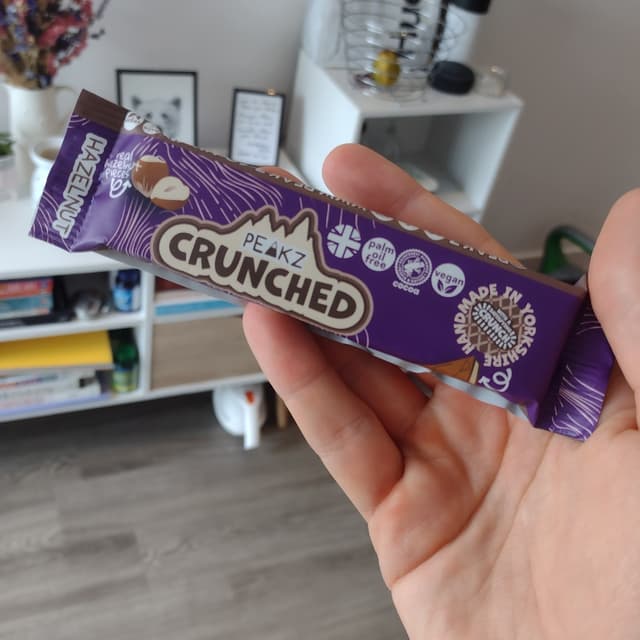 HAZELNUT
real
hazelnut
pieces
PEAKZ
CRUNCHED
palm
oil
free
cocoa
vegan
HANDMADE IN YORKSHIRE